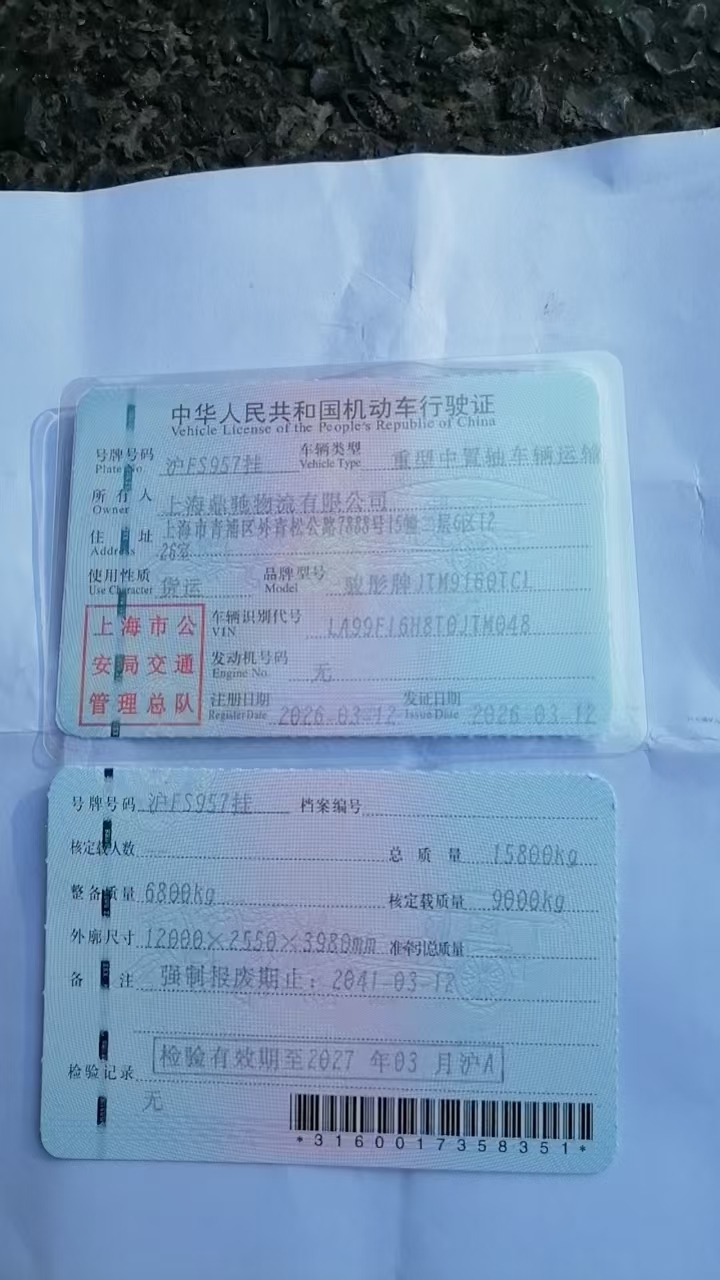 中华人民共和国机动车行驶证
Vehicle License of the People's Republic of China
号牌号码 沪FS957挂 车辆类型 重型中置轴车辆运输
Plate No. Vehicle Type
所有人 上海鼎驰物流有限公司
Owner
住址 上海市青浦区外青松公路7888号15幢二层G区12
Address 26室
使用性质 货运 品牌型号 骏彤牌JTM9160TCL
Use Character Model
上海市公
安局交通
管理总队
车辆识别代号 LA99F16H8T0JTM048
VIN
发动机号码 无
Engine No.
注册日期 2026-03-12 发证日期 2026-03-12
Register Date Issue Date
号牌号码 沪FS957挂 档案编号
核定载人数 -- 总质量 15800kg
整备质量 6800kg 核定载质量 9000kg
外廓尺寸 12000×2550×3980mm 准牵引总质量
备注 强制报废期止：2041-03-12
检验记录 检验有效期至2027 年03 月沪A
无
*3160017358351*